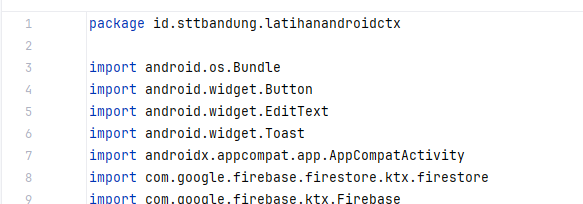 1 package id.sttbandung.latihanandroidctx
2
3 import android.os.Bundle
4 import android.widget.Button
5 import android.widget.EditText
6 import android.widget.Toast
7 import androidx.appcompat.app.AppCompatActivity
8 import com.google.firebase.firestore.ktx.firestore
9 import com.google.firebase.ktx.Firebase